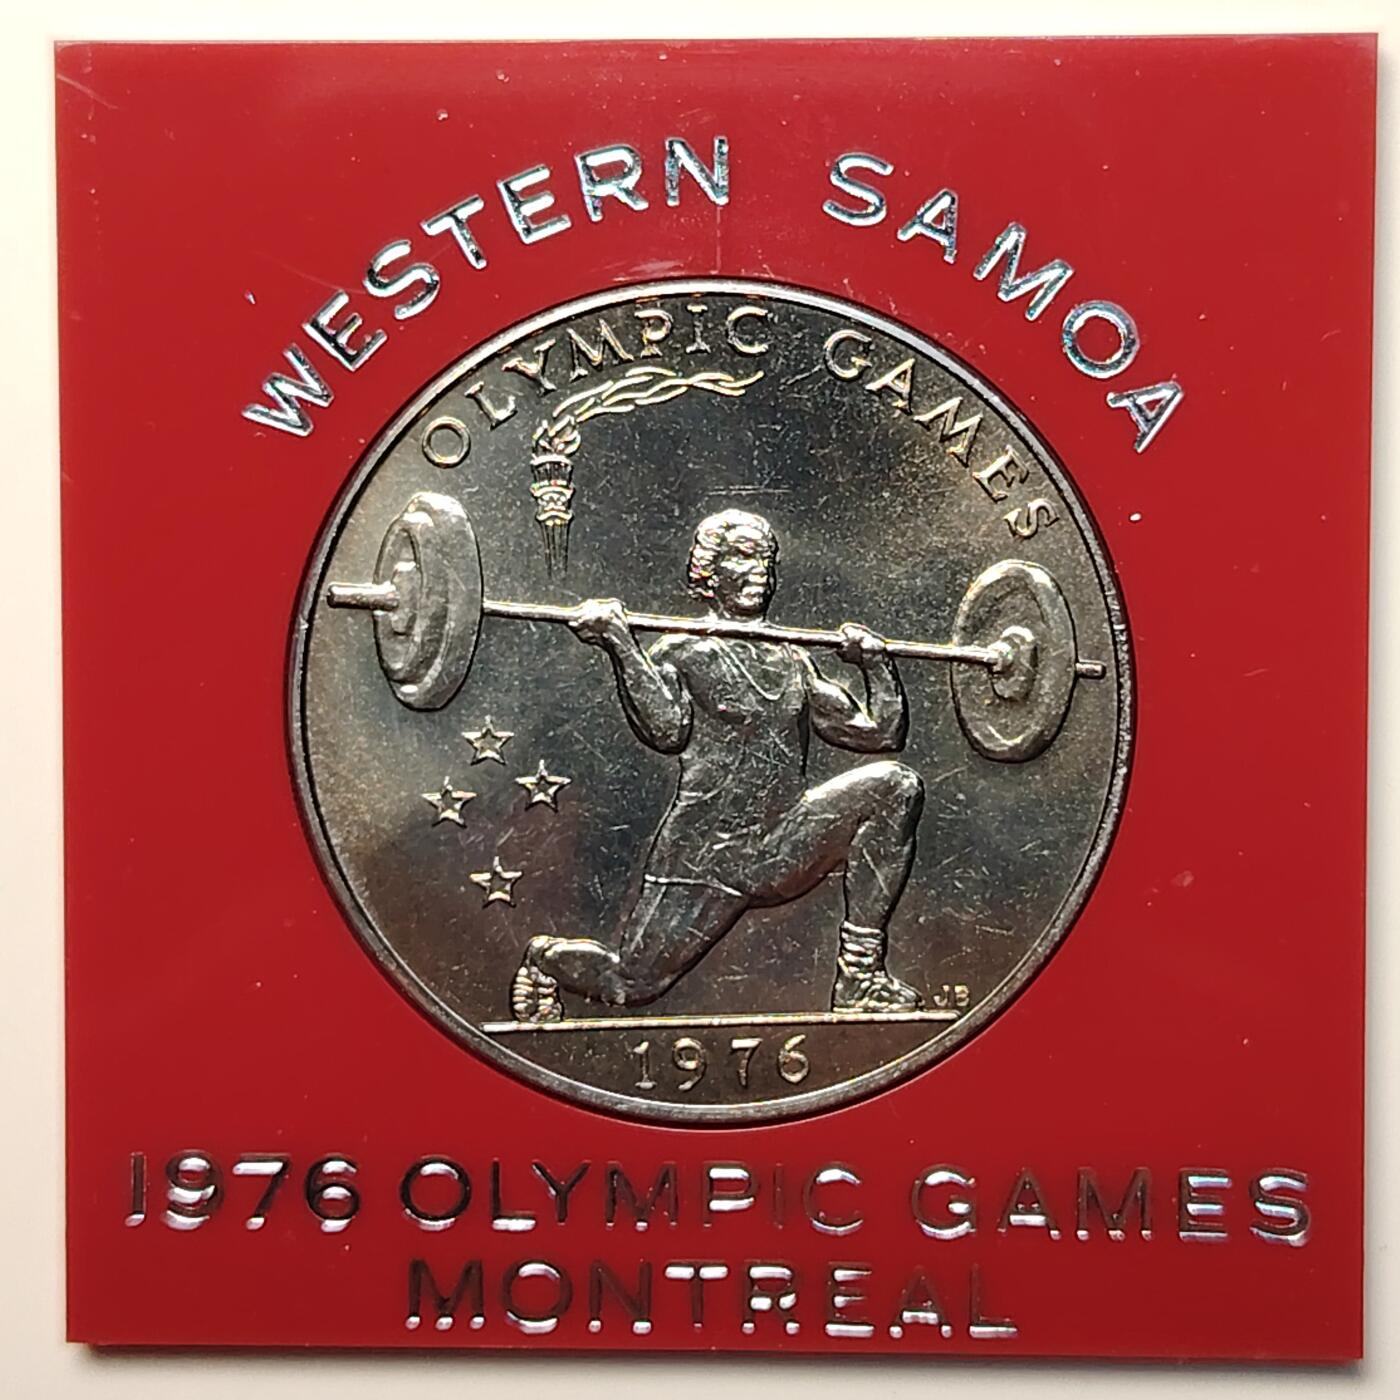 WESTERN SAMOA
OLYMPIC GAMES
JB
1976
1976 OLYMPIC GAMES
MONTREAL